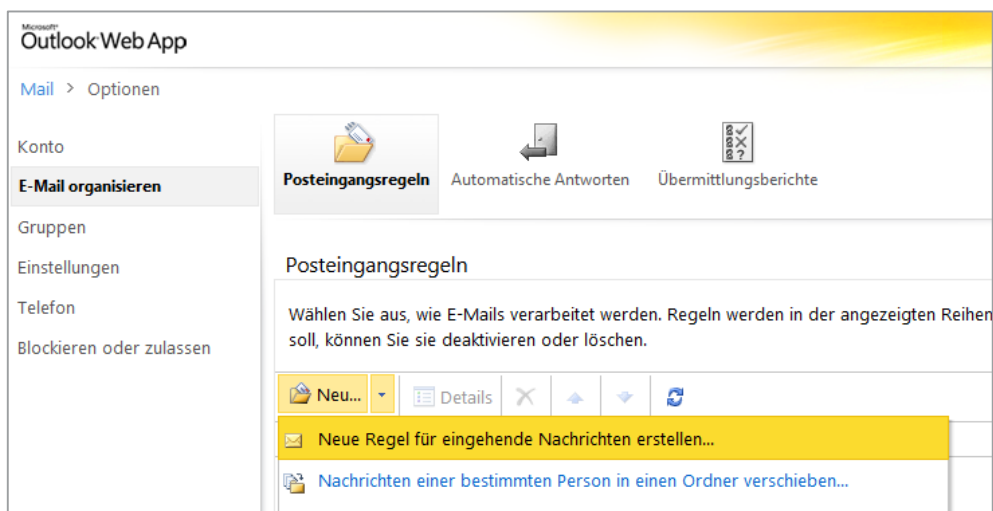 Microsoft®
Outlook Web App
Mail > Optionen
Konto
E-Mail organisieren
Gruppen
Einstellungen
Telefon
Blockieren oder zulassen
Posteingangsregeln
Automatische Antworten
Übermittlungsberichte
Posteingangsregeln
Wählen Sie aus, wie E-Mails verarbeitet werden. Regeln werden in der angezeigten Reihen
soll, können Sie sie deaktivieren oder löschen.
Neu... Details
Neue Regel für eingehende Nachrichten erstellen...
Nachrichten einer bestimmten Person in einen Ordner verschieben...